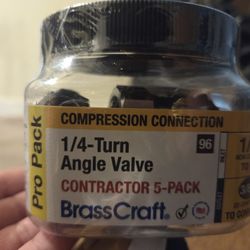 COMPRESSION CONNECTION
Pro Pack
1/4-Turn
96
Angle Valve
CONTRACTOR 5-PACK
BrassCraft®